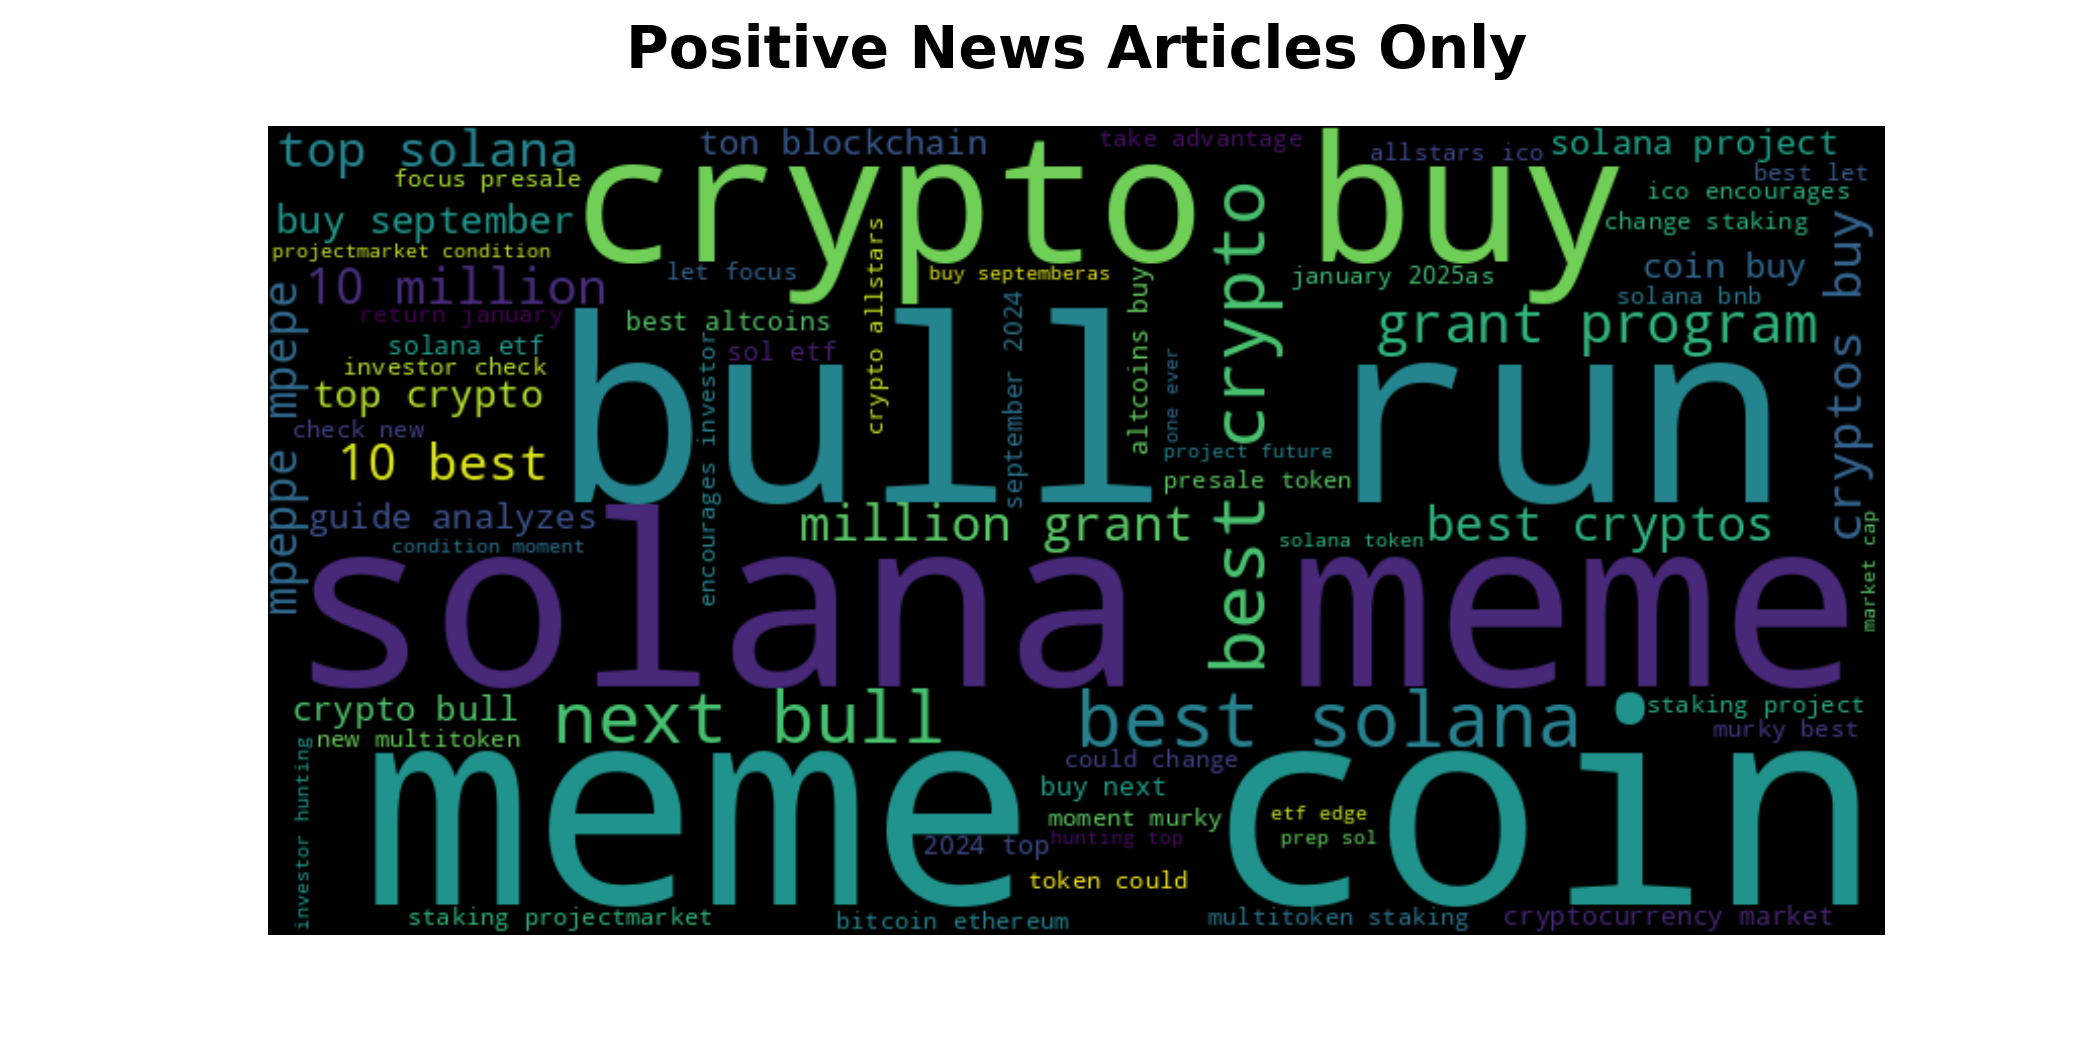 Positive News Articles Only
top solana
ton blockchain
take advantage
allstars ico
solana project
focus presale
crypto buy
best let
ico encourages
buy september
change staking
projectmarket condition
let focus
crypto allstars
buy septemberas
best crypto
january 2025as
coin buy
cryptos buy
10 million
solana bnb
mpeppe mpepe
return january
best altcoins
september 2024
altcoins buy
grant program
solana etf
sol etf
encourages investor
one ever
investor check
bull run
top crypto
check new
10 best
project future
presale token
guide analyzes
million grant
best cryptos
market cap
condition moment
solana token
solana meme
crypto bull
next bull
best solana
staking project
new multitoken
murky best
investor hunting
could change
meme coin
buy next
moment murky
etf edge
2024 top
hunting top
prep sol
token could
staking projectmarket
bitcoin ethereum
multitoken staking
cryptocurrency market